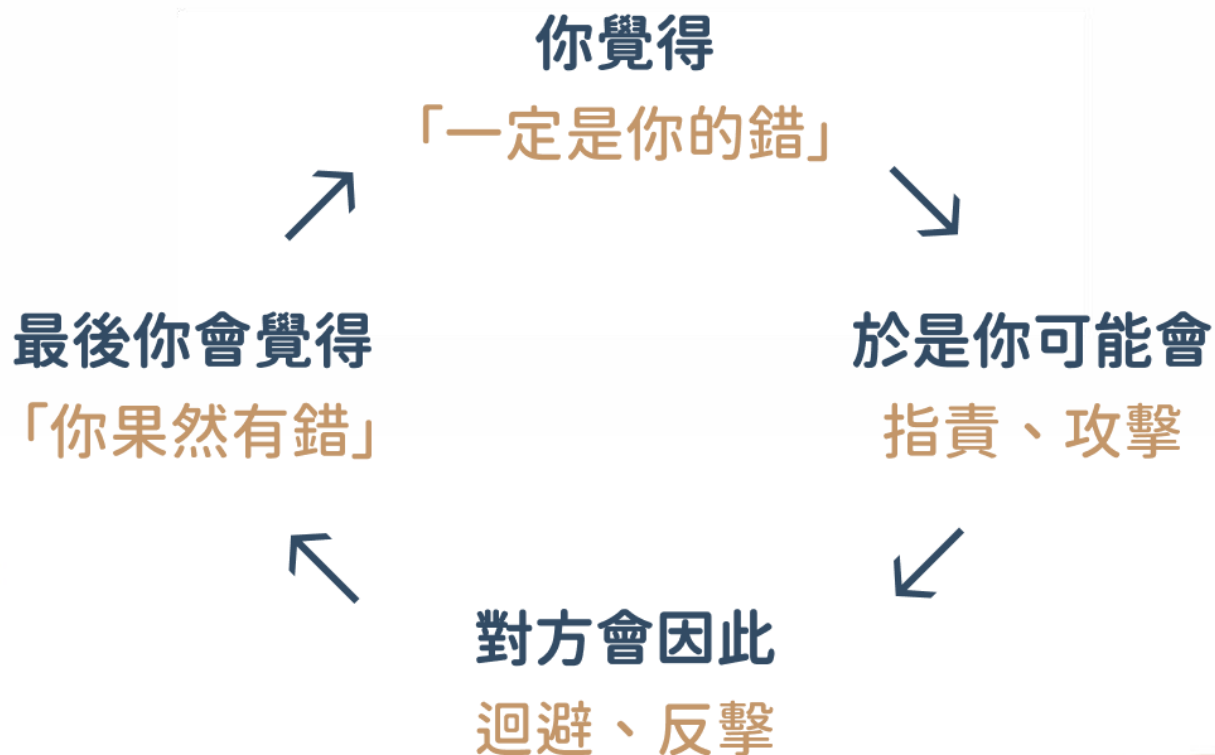 你覺得
「一定是你的錯」
於是你可能會
指責、攻擊
對方會因此
迴避、反擊
最後你會覺得
「你果然有錯」